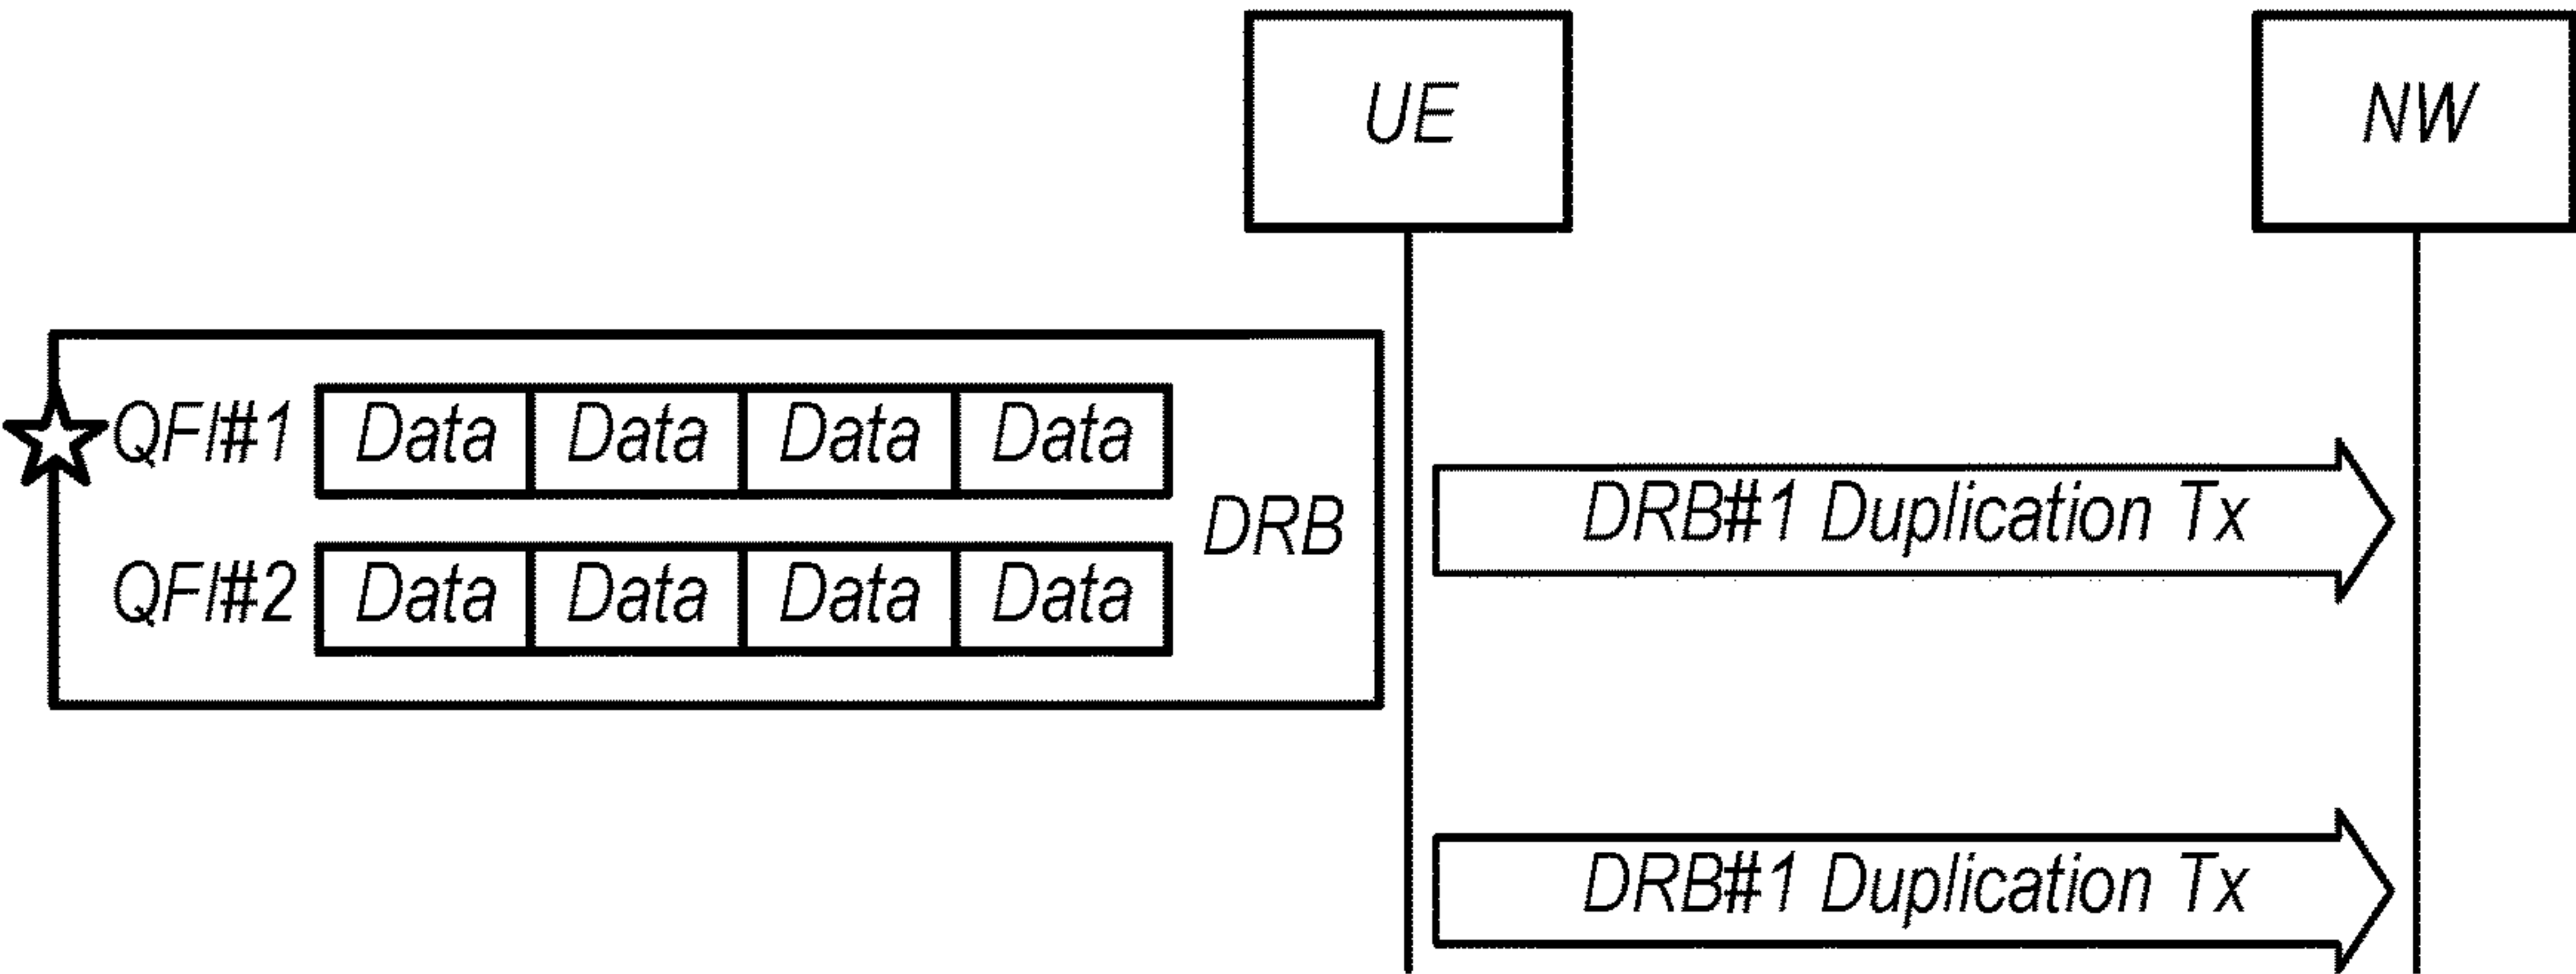 UE
NW
QFI#1 Data Data Data Data
DRB
QFI#2 Data Data Data Data
DRB#1 Duplication Tx
DRB#1 Duplication Tx